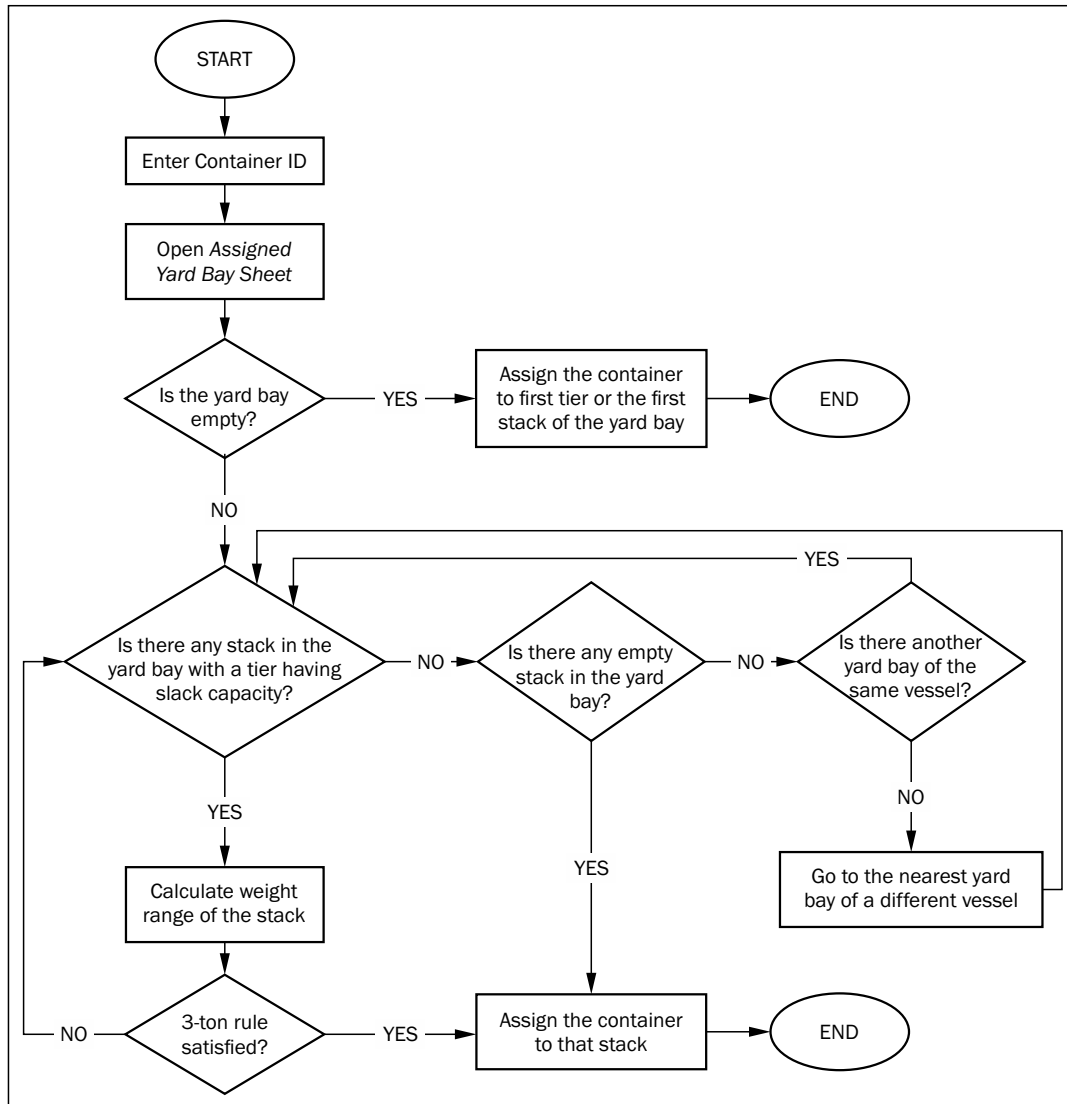 START
Enter Container ID
Open Assigned
Yard Bay Sheet
Is the yard bay
empty?
YES
Assign the container
to first tier or the first
stack of the yard bay
END
NO
YES
Is there any stack in the
yard bay with a tier having
slack capacity?
NO
Is there any empty
stack in the yard
bay?
NO
Is there another
yard bay of the
same vessel?
YES
NO
YES
Calculate weight
range of the stack
Go to the nearest yard
bay of a different vessel
NO
3-ton rule
satisfied?
YES
Assign the container
to that stack
END